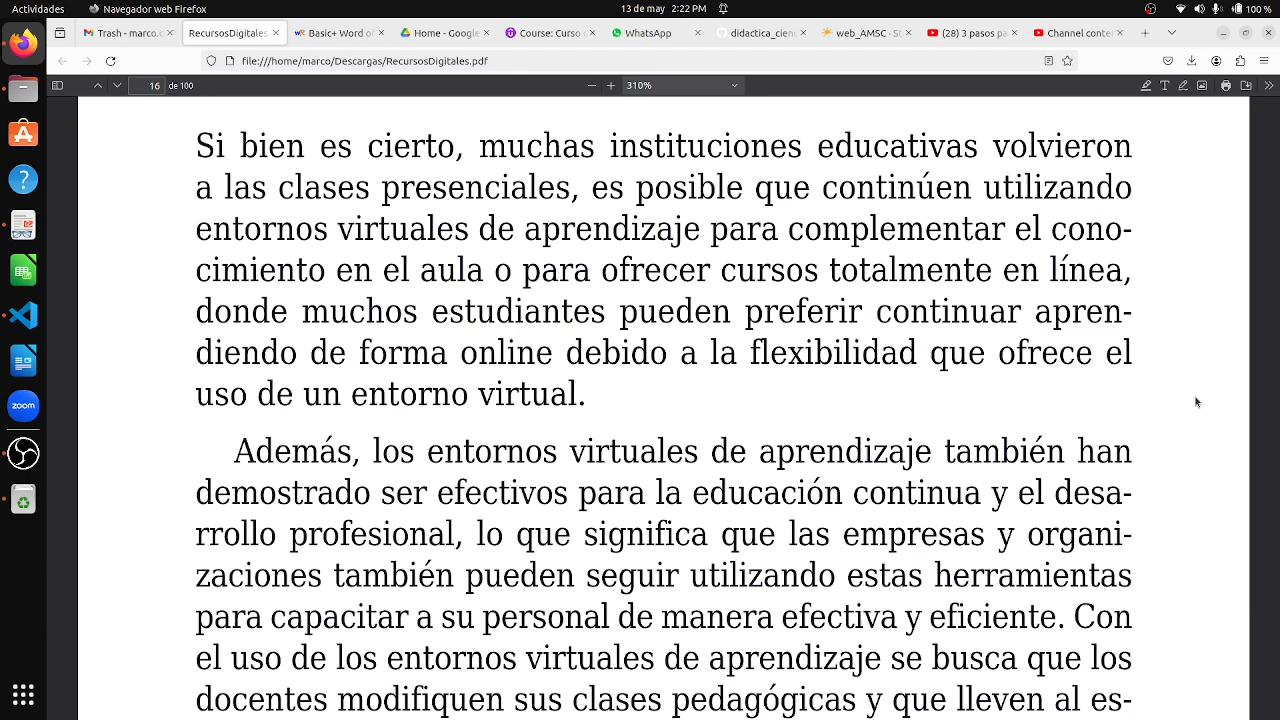 Actividades
Navegador web Firefox
13 de may 2:22 PM
100 %
Trash - marco.c
RecursosDigitales.
Basic+ Word of
Home - Google
Course: Curso
WhatsApp
didactica_cienc
web_AMSC - S
(28) 3 pasos pa
Channel conte
file:///home/marco/Descargas/RecursosDigitales.pdf
16 de 100
310%
Si bien es cierto, muchas instituciones educativas volvieron
a las clases presenciales, es posible que continúen utilizando
entornos virtuales de aprendizaje para complementar el cono-
cimiento en el aula o para ofrecer cursos totalmente en línea,
donde muchos estudiantes pueden preferir continuar apren-
diendo de forma online debido a la flexibilidad que ofrece el
uso de un entorno virtual.
Además, los entornos virtuales de aprendizaje también han
demostrado ser efectivos para la educación continua y el desa-
rrollo profesional, lo que significa que las empresas y organi-
zaciones también pueden seguir utilizando estas herramientas
para capacitar a su personal de manera efectiva y eficiente. Con
el uso de los entornos virtuales de aprendizaje se busca que los
docentes modifiquen sus clases pedagógicas y que lleven al es-
zoom